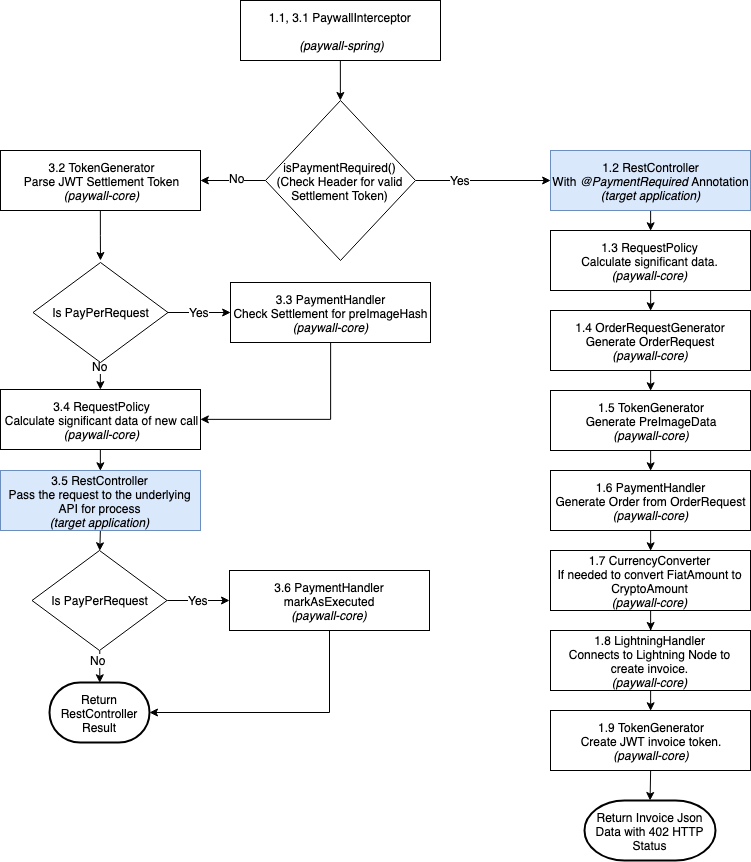 1.1, 3.1 PaywallInterceptor
(paywall-spring)
isPaymentRequired()
(Check Header for valid
Settlement Token)
No
Yes
3.2 TokenGenerator
Parse JWT Settlement Token
(paywall-core)
Is PayPerRequest
Yes
No
3.3 PaymentHandler
Check Settlement for preImageHash
(paywall-core)
3.4 RequestPolicy
Calculate significant data of new call
(paywall-core)
3.5 RestController
Pass the request to the underlying
API for process
(target application)
Is PayPerRequest
Yes
No
3.6 PaymentHandler
markAsExecuted
(paywall-core)
Return
RestController
Result
1.2 RestController
With @PaymentRequired Annotation
(target application)
1.3 RequestPolicy
Calculate significant data.
(paywall-core)
1.4 OrderRequestGenerator
Generate OrderRequest
(paywall-core)
1.5 TokenGenerator
Generate PreImageData
(paywall-core)
1.6 PaymentHandler
Generate Order from OrderRequest
(paywall-core)
1.7 CurrencyConverter
If needed to convert FiatAmount to
CryptoAmount
(paywall-core)
1.8 LightningHandler
Connects to Lightning Node to
create invoice.
(paywall-core)
1.9 TokenGenerator
Create JWT invoice token.
(paywall-core)
Return Invoice Json
Data with 402 HTTP
Status